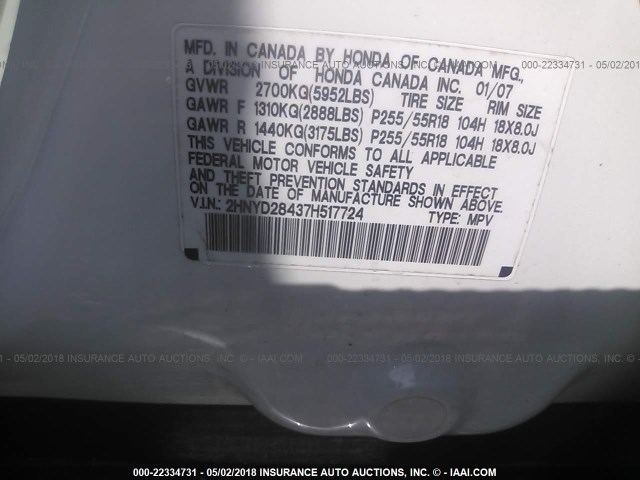 MFD. IN CANADA BY HONDA OF CANADA MFG.,
A DIVISION OF HONDA CANADA INC. 01/07
GVWR 2700KG(5952LBS) TIRE SIZE RIM SIZE
GAWR F 1310KG(2888LBS) P255/55R18 104H 18X8.0J
GAWR R 1440KG(3175LBS) P255/55R18 104H 18X8.0J
THIS VEHICLE CONFORMS TO ALL APPLICABLE
FEDERAL MOTOR VEHICLE SAFETY
AND THEFT PREVENTION STANDARDS IN EFFECT
ON THE DATE OF MANUFACTURE SHOWN ABOVE.
V.I.N.: 2HNYD28437H517724 TYPE: MPV
000-22334731 - 05/02/2018 INSURANCE AUTO AUCTIONS, INC. - © IAAI.COM